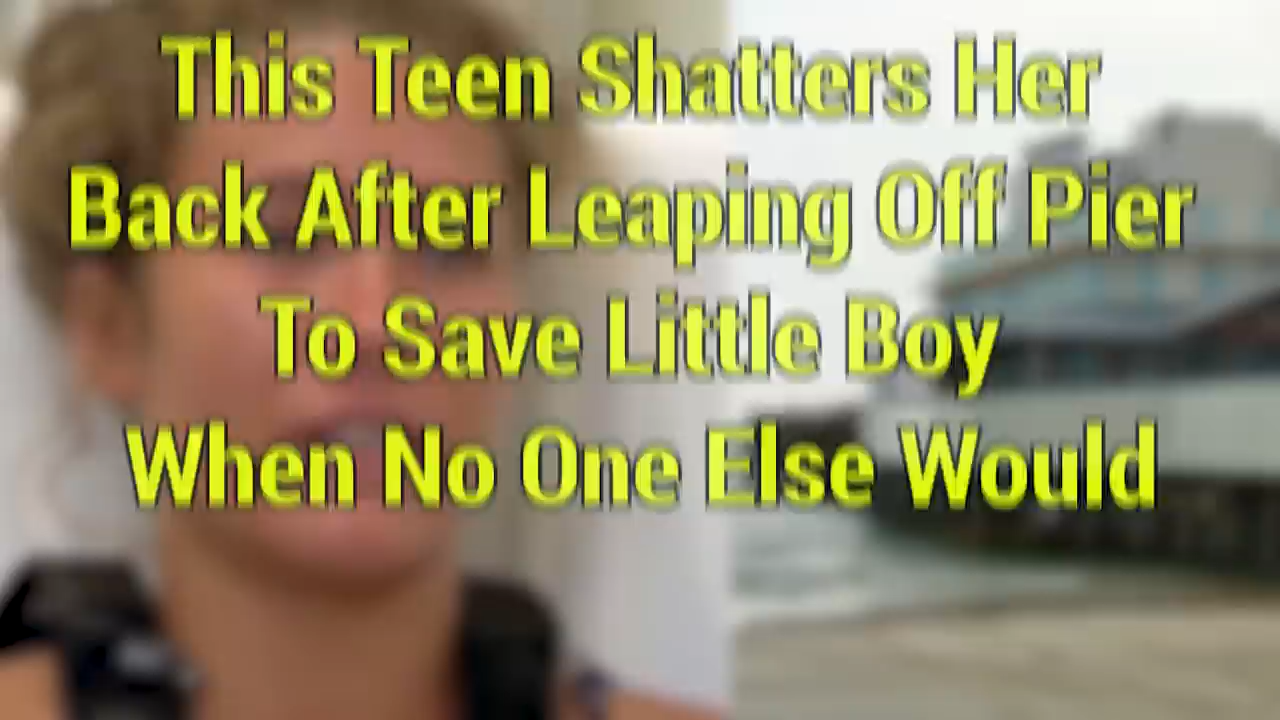 This Teen Shatters Her
Back After Leaping Off Pier
To Save Little Boy
When No One Else Would